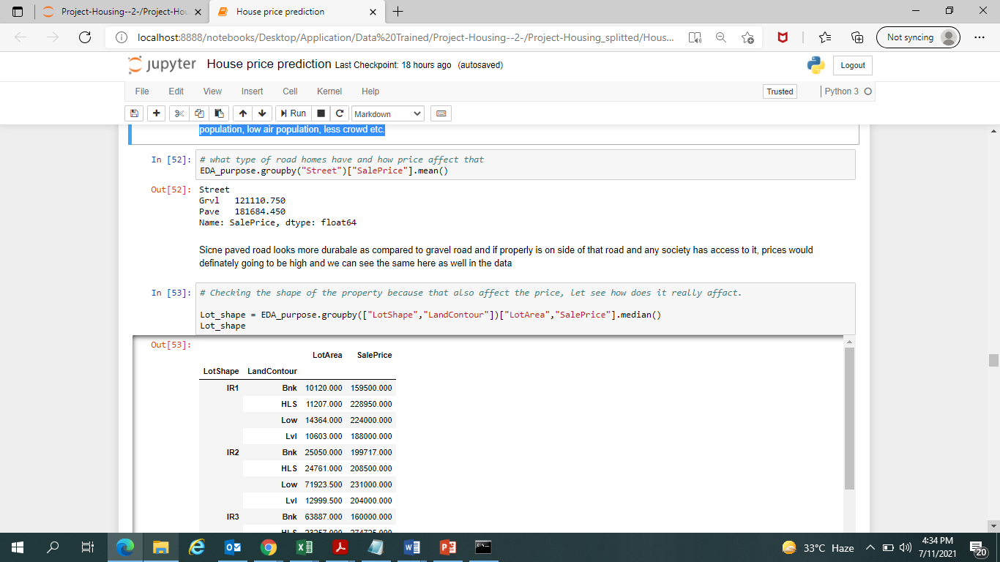 Project-Housing--2-/Project-Hou
House price prediction
localhost:8888/notebooks/Desktop/Application/Data%20Trained/Project-Housing--2-/Project-Housing_splitted/Hous...
Not syncing
jupyter House price prediction Last Checkpoint: 18 hours ago (autosaved)
Logout
File Edit View Insert Cell Kernel Help
Trusted
Python 3
Run
Markdown
population, low air population, less crowd etc.
In [52]: # what type of road homes have and how price affect that
EDA_purpose.groupby("Street")["SalePrice"].mean()
Out[52]: Street
Grvl 121110.750
Pave 181684.450
Name: SalePrice, dtype: float64
Sicne paved road looks more durabale as compared to gravel road and if properly is on side of that road and any society has access to it, prices would
definately going to be high and we can see the same here as well in the data
In [53]: # Checking the shape of the property because that also affect the price, let see how does it really affact.
Lot_shape = EDA_purpose.groupby(["LotShape","LandContour"])["LotArea","SalePrice"].median()
Lot_shape
Out[53]:
LotArea SalePrice
LotShape LandContour
IR1 Bnk 10120.000 159500.000
HLS 11207.000 228950.000
Low 14364.000 224000.000
Lvl 10603.000 188000.000
IR2 Bnk 25050.000 199717.000
HLS 24761.000 208500.000
Low 71923.500 231000.000
Lvl 12999.500 204000.000
IR3 Bnk 63887.000 160000.000
HLS 23257.000 274725.000
33°C Haze
4:34 PM
7/11/2021
20